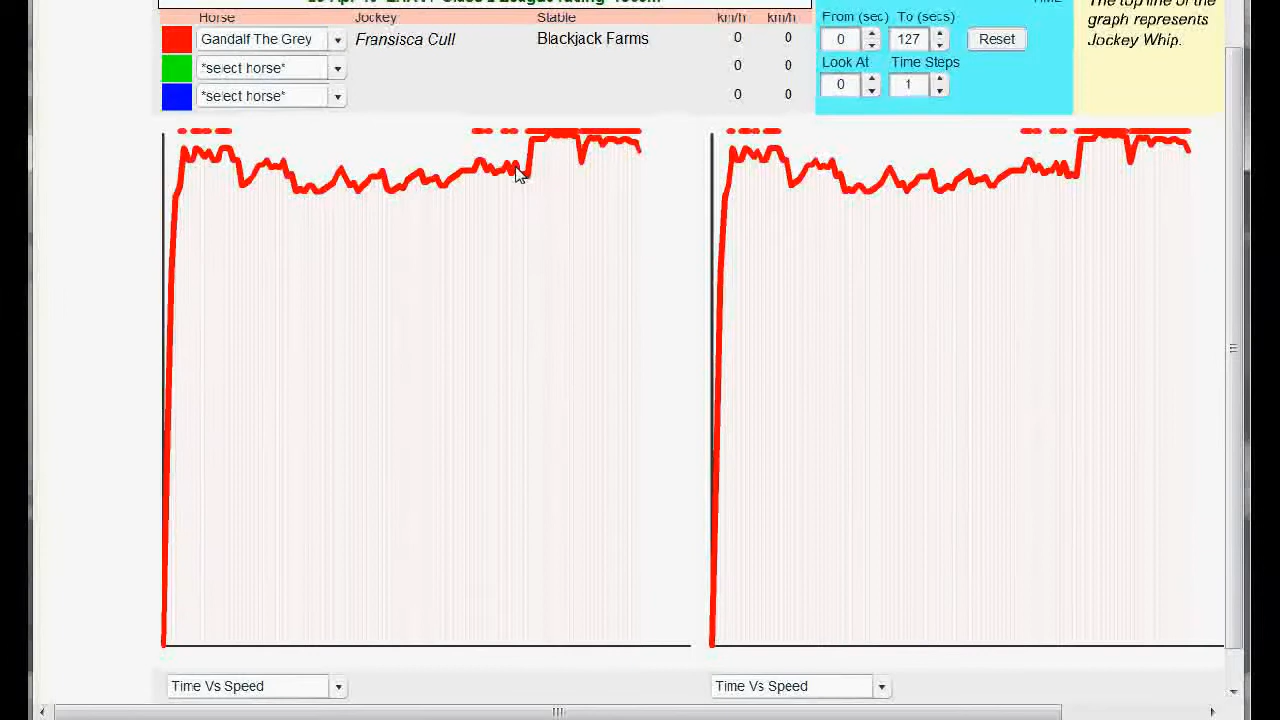 Horse Jockey Stable km/h km/h
Gandalf The Grey Fransisca Cull Blackjack Farms 0 0
*select horse* 0 0
*select horse* 0 0
From (sec) To (secs)
0 127 Reset
Look At Time Steps
0 1
The top line of the
graph represents
Jockey Whip.
Time Vs Speed Time Vs Speed